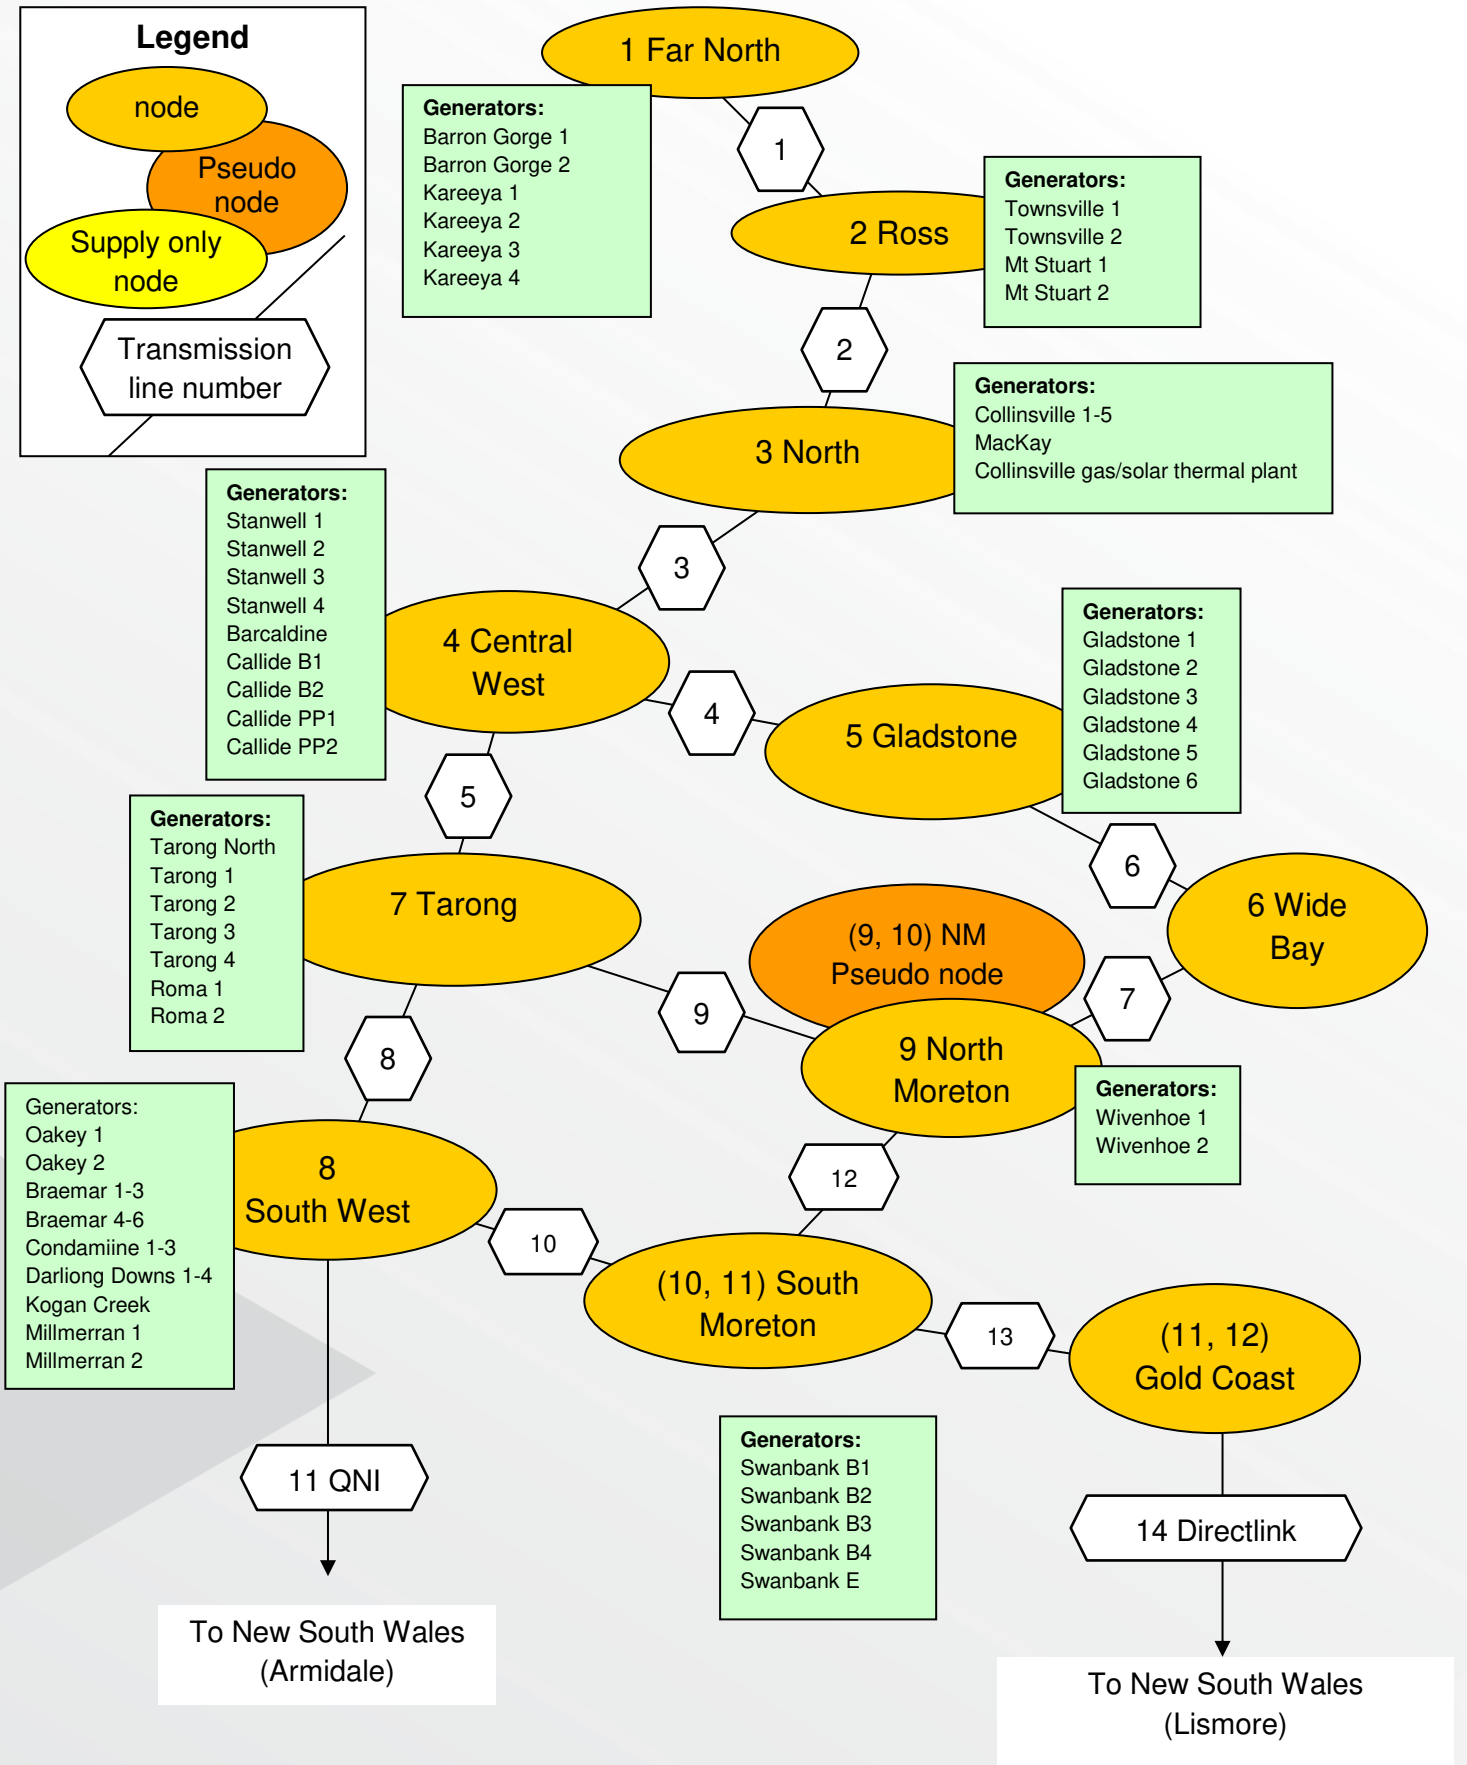 Legend
node
Pseudo
node
Supply only
node
Transmission
line number
1 Far North
Generators:
Barron Gorge 1
Barron Gorge 2
Kareeya 1
Kareeya 2
Kareeya 3
Kareeya 4
1
2 Ross
Generators:
Townsville 1
Townsville 2
Mt Stuart 1
Mt Stuart 2
2
3 North
Generators:
Collinsville 1-5
MacKay
Collinsville gas/solar thermal plant
3
Generators:
Stanwell 1
Stanwell 2
Stanwell 3
Stanwell 4
Barcaldine
Callide B1
Callide B2
Callide PP1
Callide PP2
4 Central
West
4
5 Gladstone
Generators:
Gladstone 1
Gladstone 2
Gladstone 3
Gladstone 4
Gladstone 5
Gladstone 6
5
6
Generators:
Tarong North
Tarong 1
Tarong 2
Tarong 3
Tarong 4
Roma 1
Roma 2
7 Tarong
6 Wide
Bay
(9, 10) NM
Pseudo node
7
9
8
9 North
Moreton
Generators:
Wivenhoe 1
Wivenhoe 2
Generators:
Oakey 1
Oakey 2
Braemar 1-3
Braemar 4-6
Condamiine 1-3
Darliong Downs 1-4
Kogan Creek
Millmerran 1
Millmerran 2
8
South West
12
10
(10, 11) South
Moreton
13
(11, 12)
Gold Coast
Generators:
Swanbank B1
Swanbank B2
Swanbank B3
Swanbank B4
Swanbank E
11 QNI
14 Directlink
To New South Wales
(Armidale)
To New South Wales
(Lismore)